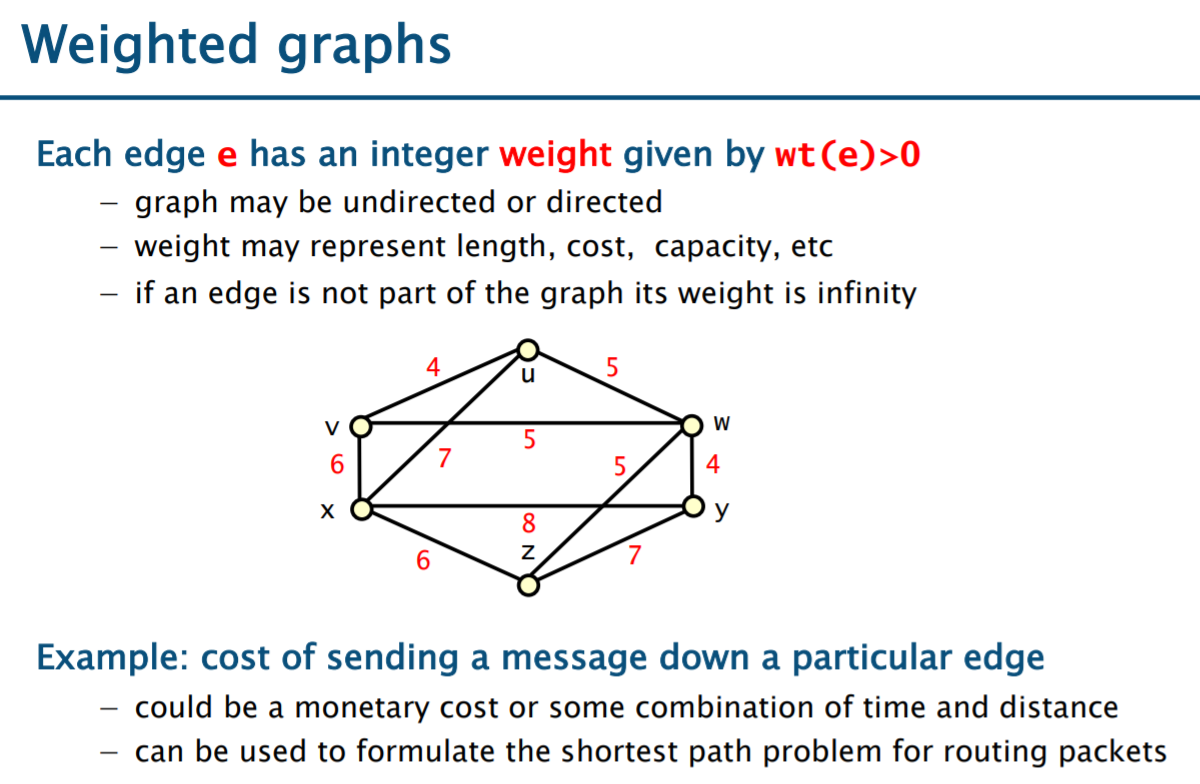 Weighted graphs
Each edge e has an integer weight given by wt(e)>0
– graph may be undirected or directed
– weight may represent length, cost,  capacity, etc
– if an edge is not part of the graph its weight is infinity
4
5
u
v
w
5
6
7
5
4
x
y
8
z
6
7
Example: cost of sending a message down a particular edge
– could be a monetary cost or some combination of time and distance
– can be used to formulate the shortest path problem for routing packets